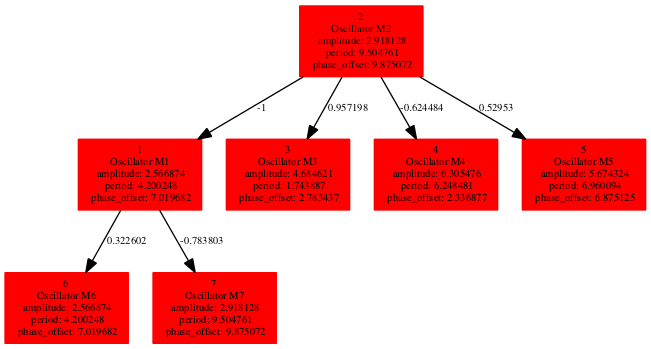 2
Oscillator M2
amplitude: 2.918128
period: 9.504761
phase_offset: 9.875072
-1
0.957198
-0.624484
0.52953
1
Oscillator M1
amplitude: 2.566874
period: 4.200248
phase_offset: 7.019682
3
Oscillator M3
amplitude: 4.684621
period: 1.743887
phase_offset: 2.783437
4
Oscillator M4
amplitude: 6.305476
period: 6.248481
phase_offset: 2.336877
5
Oscillator M5
amplitude: 5.674324
period: 6.960094
phase_offset: 6.875125
0.322602
-0.783803
6
Oscillator M6
amplitude: 2.566874
period: 4.200248
phase_offset: 7.019682
7
Oscillator M7
amplitude: 2.918128
period: 9.504761
phase_offset: 9.875072